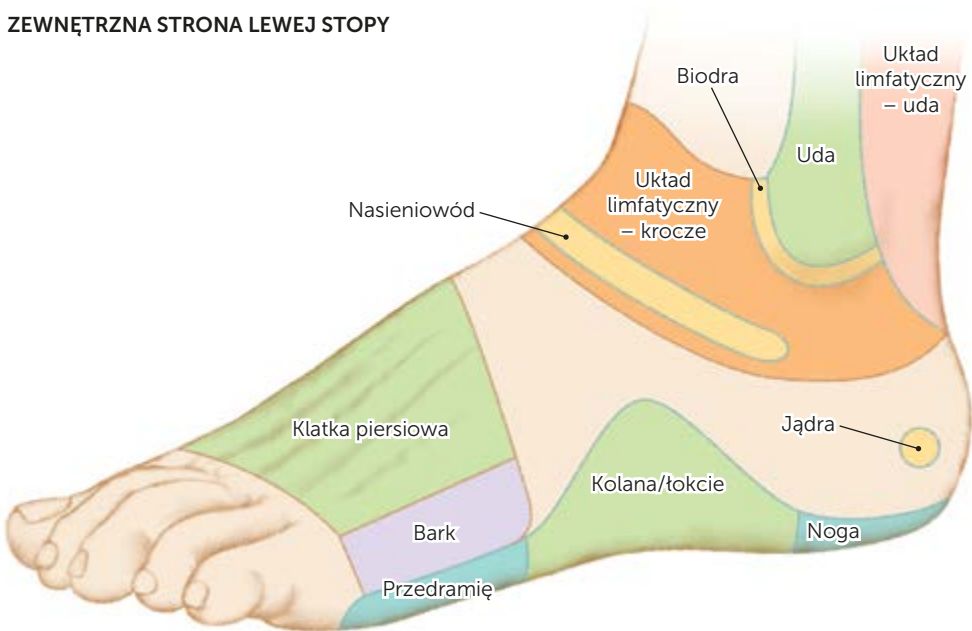 ZEWNĘTRZNA STRONA LEWEJ STOPY
Układ
limfatyczny
– uda
Biodra
Uda
Układ
limfatyczny
– krocze
Nasieniowód
Klatka piersiowa
Jądra
Kolana/łokcie
Bark
Noga
Przedramię